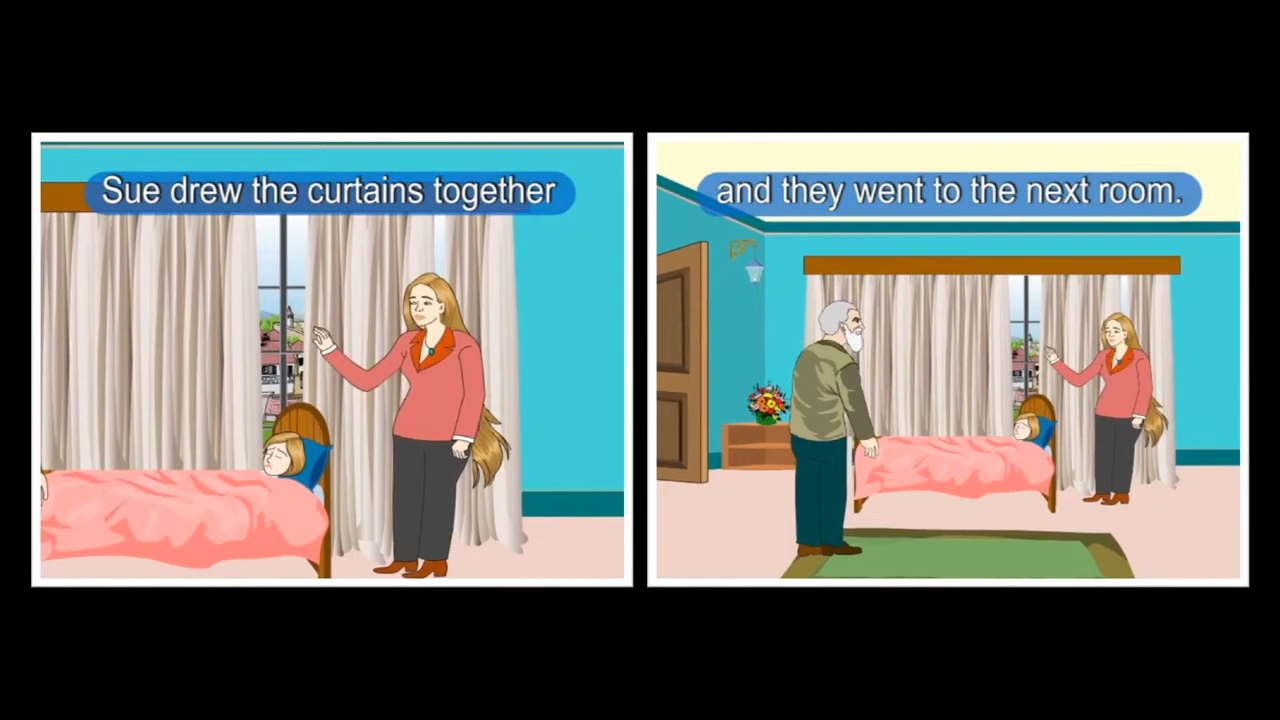 Sue drew the curtains together
and they went to the next room.